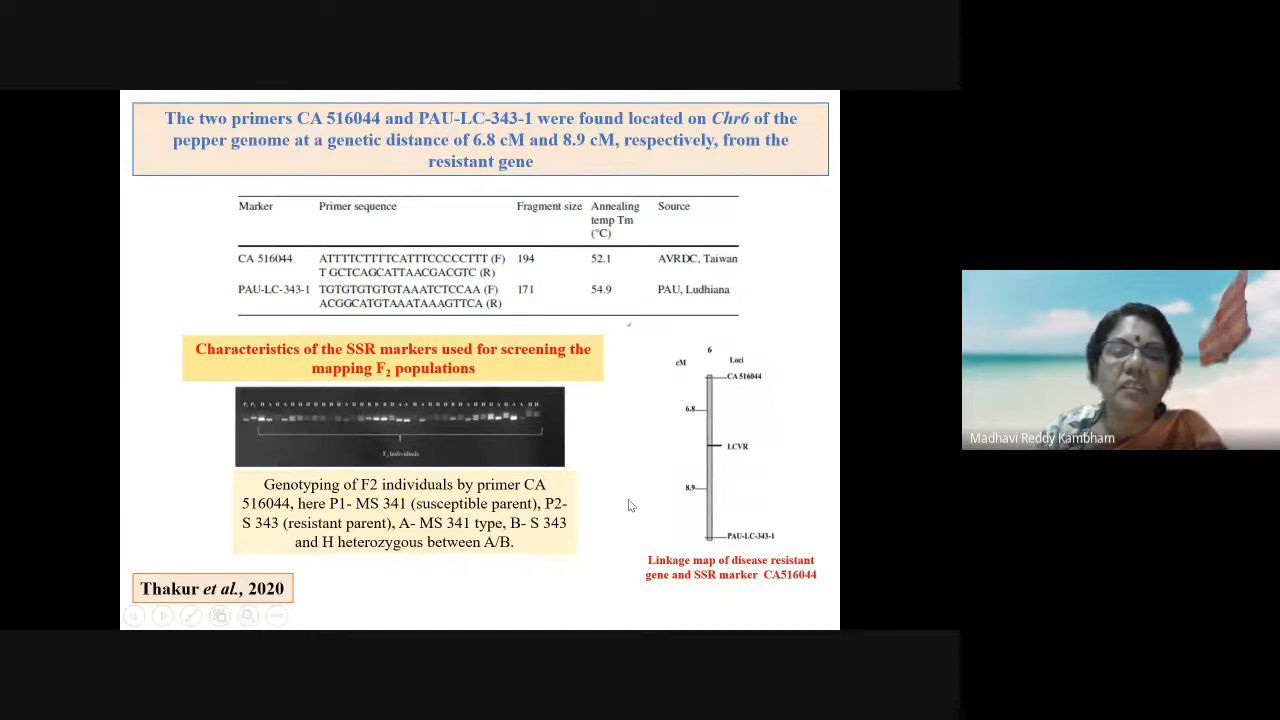 The two primers CA 516044 and PAU-LC-343-1 were found located on Chr6 of the
pepper genome at a genetic distance of 6.8 cM and 8.9 cM, respectively, from the
resistant gene
Marker Primer sequence Fragment size Annealing
temp Tm
(°C) Source
CA 516044 ATTTTCTTTTCATTTCCCCCTTT (F) 194 52.1 AVRDC, Taiwan
T GCTCAGCATTAACGACGTC (R)
PAU-LC-343-1 TGTGTGTGTGTAAATCTCCAA (F) 171 54.9 PAU, Ludhiana
ACGGCATGTAAATAAAGTTCA (R)
Characteristics of the SSR markers used for screening the
mapping F2 populations
F2 individuals
Genotyping of F2 individuals by primer CA
516044, here P1- MS 341 (susceptible parent), P2-
S 343 (resistant parent), A- MS 341 type, B- S 343
and H heterozygous between A/B.
6
cM Loci
CA 516044
6.8
LCVR
8.9
PAU-LC-343-1
Linkage map of disease resistant
gene and SSR marker CA516044
Thakur et al., 2020
Madhavi Reddy Kambham